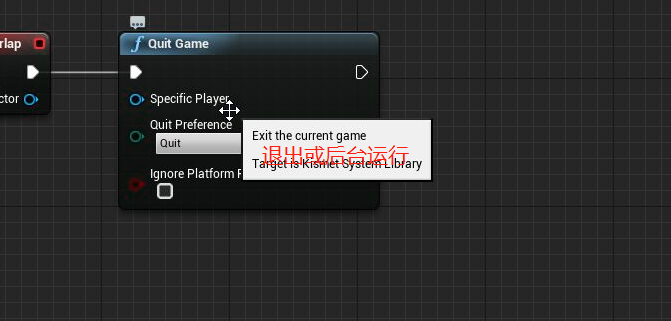 rlap
Quit Game
ctor
Specific Player
Quit Preference
Quit
Exit the current game
退出或后台运行
Target is Kismet System Library
Ignore Platform